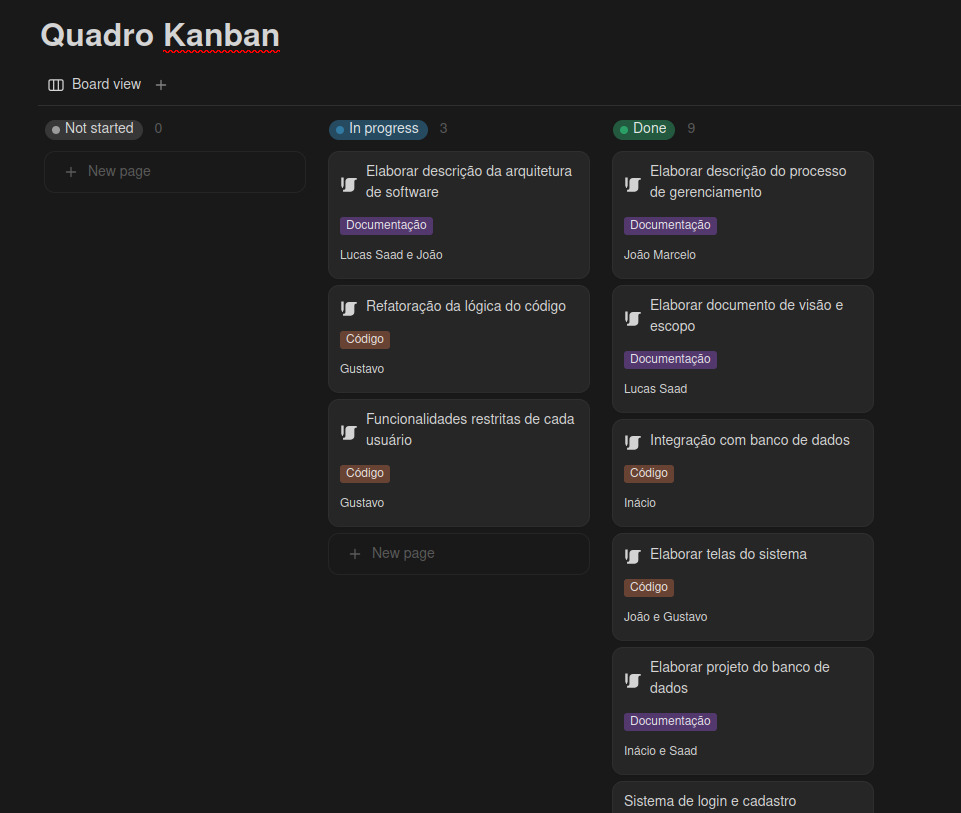 Quadro Kanban
Board view
Not started 0
New page
In progress 3
Elaborar descrição da arquitetura
de software
Documentação
Lucas Saad e João
Refatoração da lógica do código
Código
Gustavo
Funcionalidades restritas de cada
usuário
Código
Gustavo
New page
Done 9
Elaborar descrição do processo
de gerenciamento
Documentação
João Marcelo
Elaborar documento de visão e
escopo
Documentação
Lucas Saad
Integração com banco de dados
Código
Inácio
Elaborar telas do sistema
Código
João e Gustavo
Elaborar projeto do banco de
dados
Documentação
Inácio e Saad
Sistema de login e cadastro